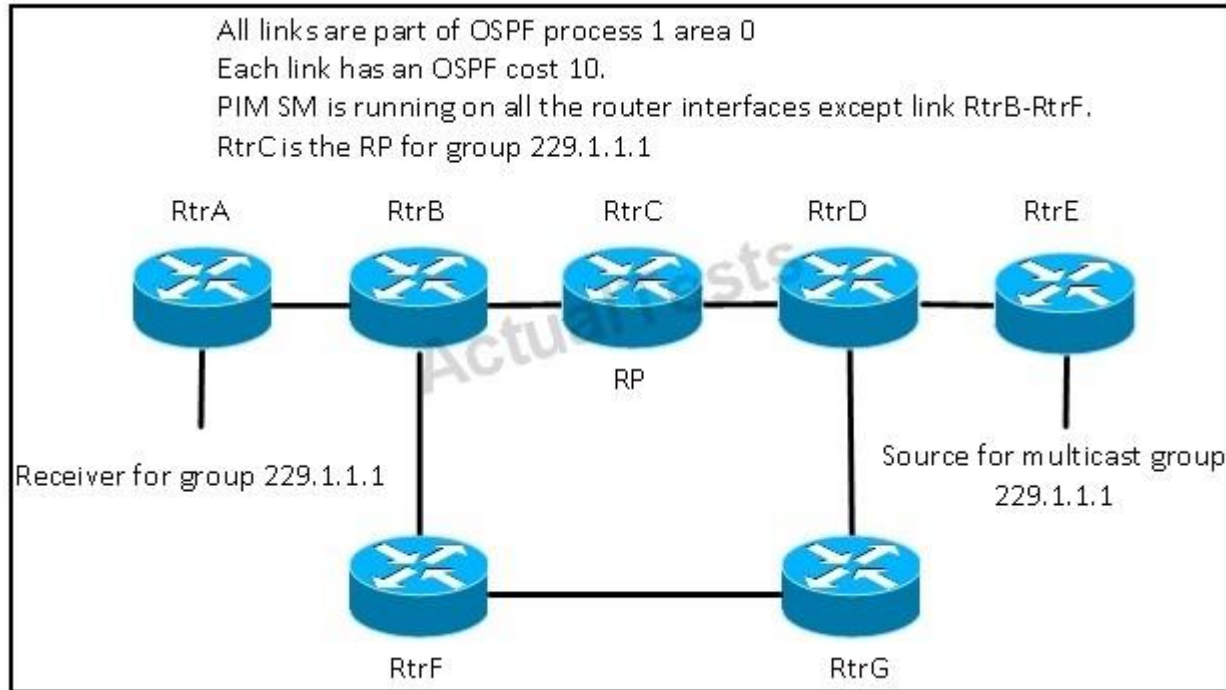 All links are part of OSPF process 1 area 0
Each link has an OSPF cost 10.
PIM SM is running on all the router interfaces except link RtrB-RtrF.
RtrC is the RP for group 229.1.1.1
RtrA RtrB RtrC RtrD RtrE
ActualTests
RP
Receiver for group 229.1.1.1
Source for multicast group
229.1.1.1
RtrF RtrG